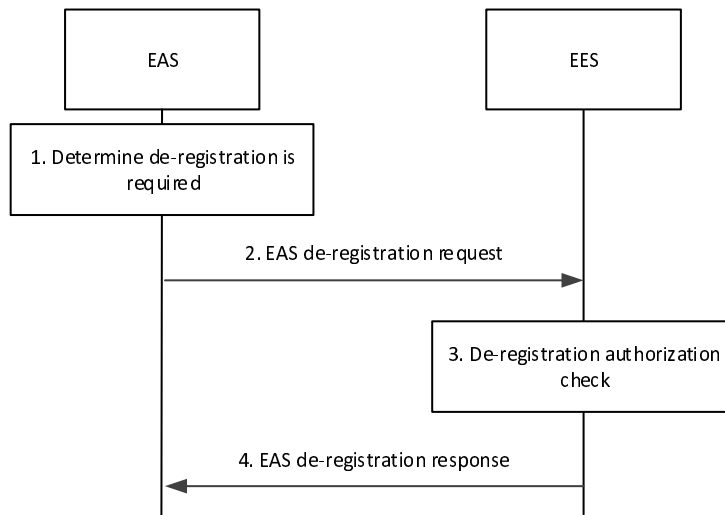 EAS
EES
1. Determine de-registration is
required
2. EAS de-registration request
3. De-registration authorization
check
4. EAS de-registration response